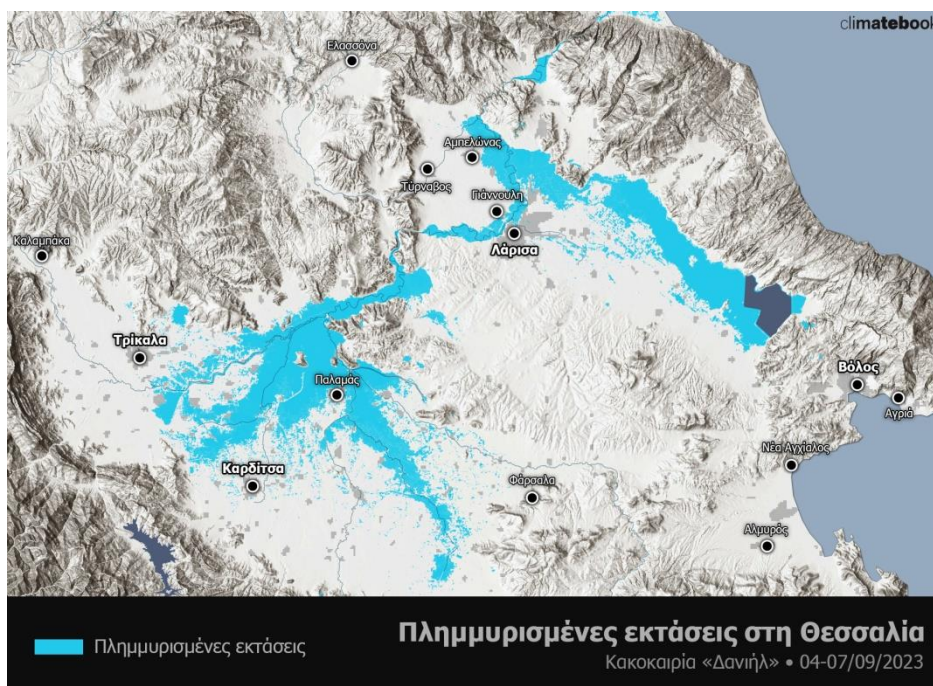 climatebook
Ελασσόνα
Αμπελώνας
Τύρναβος
Γιάννουλη
Λάρισα
Καλαμπάκα
Τρίκαλα
Παλαμάς
Βόλος
Αγριά
Νέα Αγχίαλος
Καρδίτσα
Φάρσαλα
Αλμυρός
Πλημμυρισμένες εκτάσεις στη Θεσσαλία
Πλημμυρισμένες εκτάσεις
Κακοκαιρία «Δανιήλ» • 04-07/09/2023